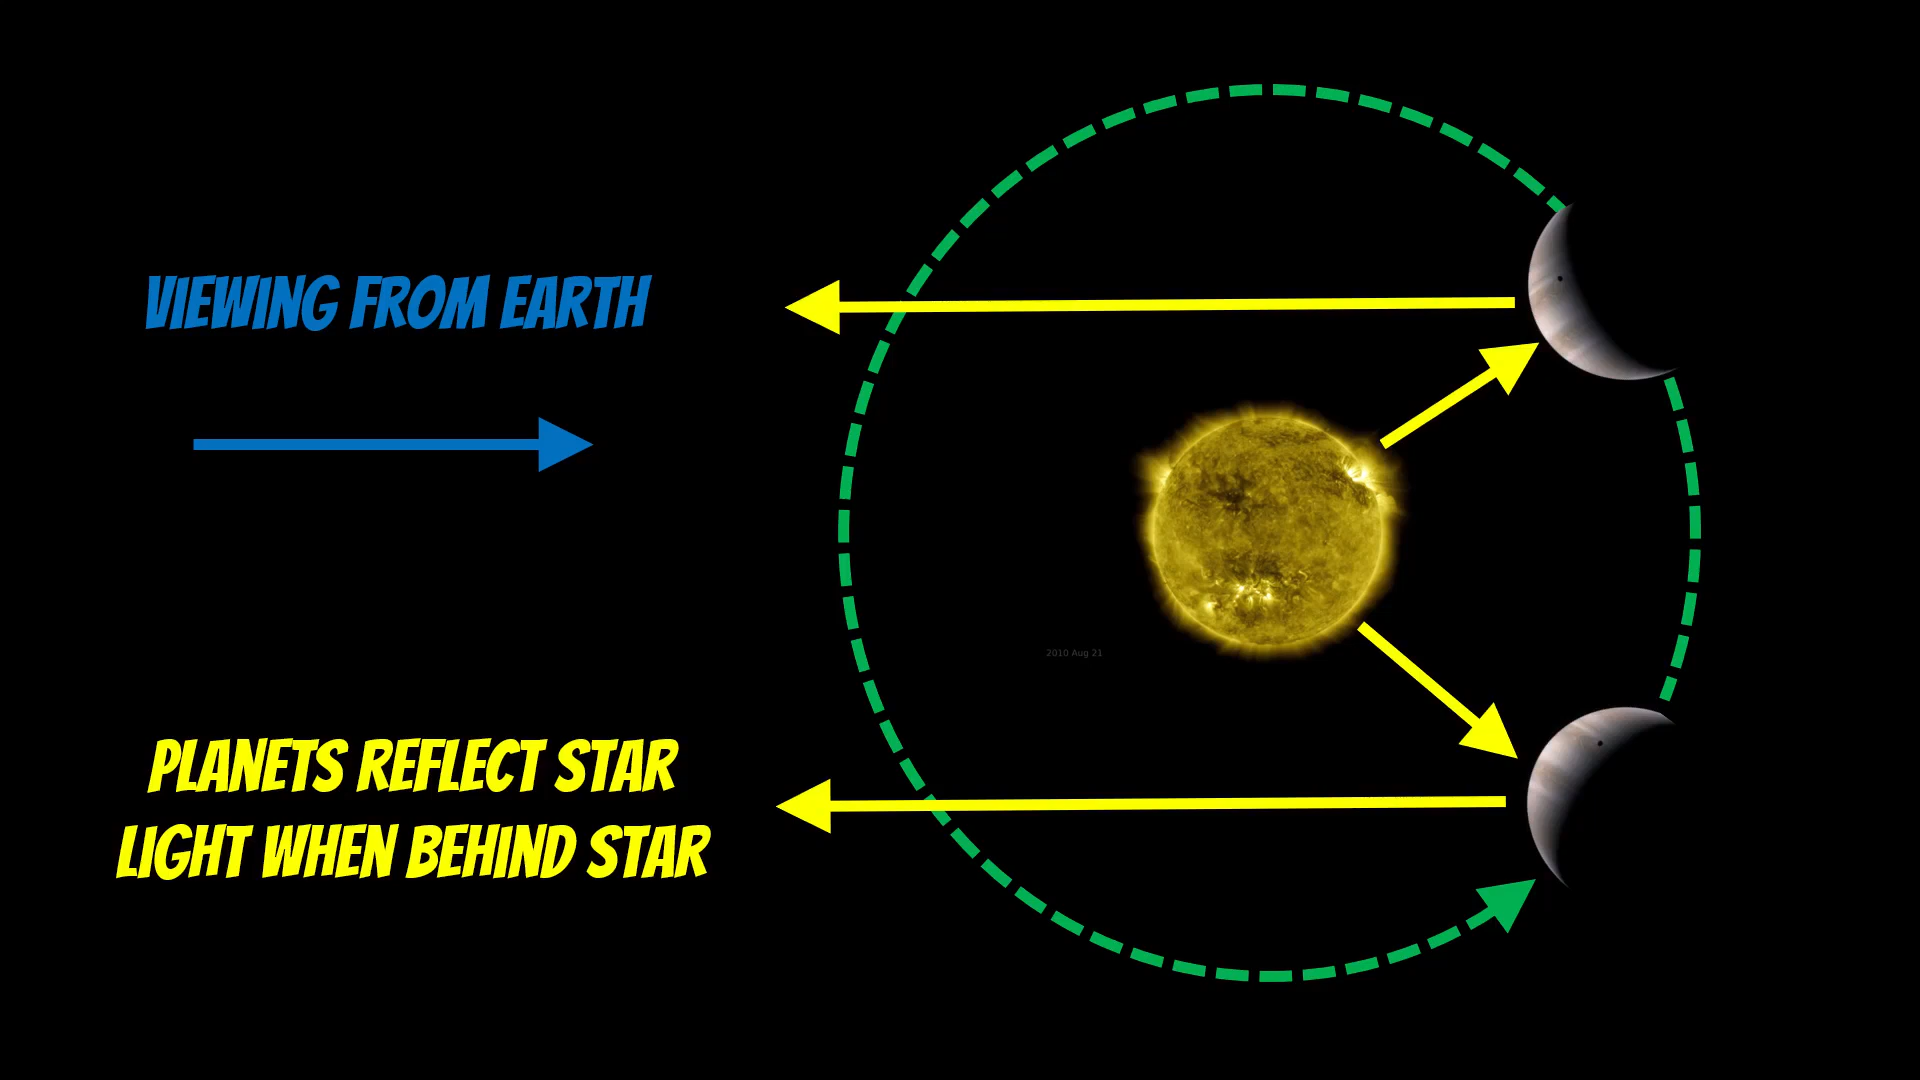 VIEWING FROM EARTH
2010 Aug 21
PLANETS REFLECT STAR
LIGHT WHEN BEHIND STAR